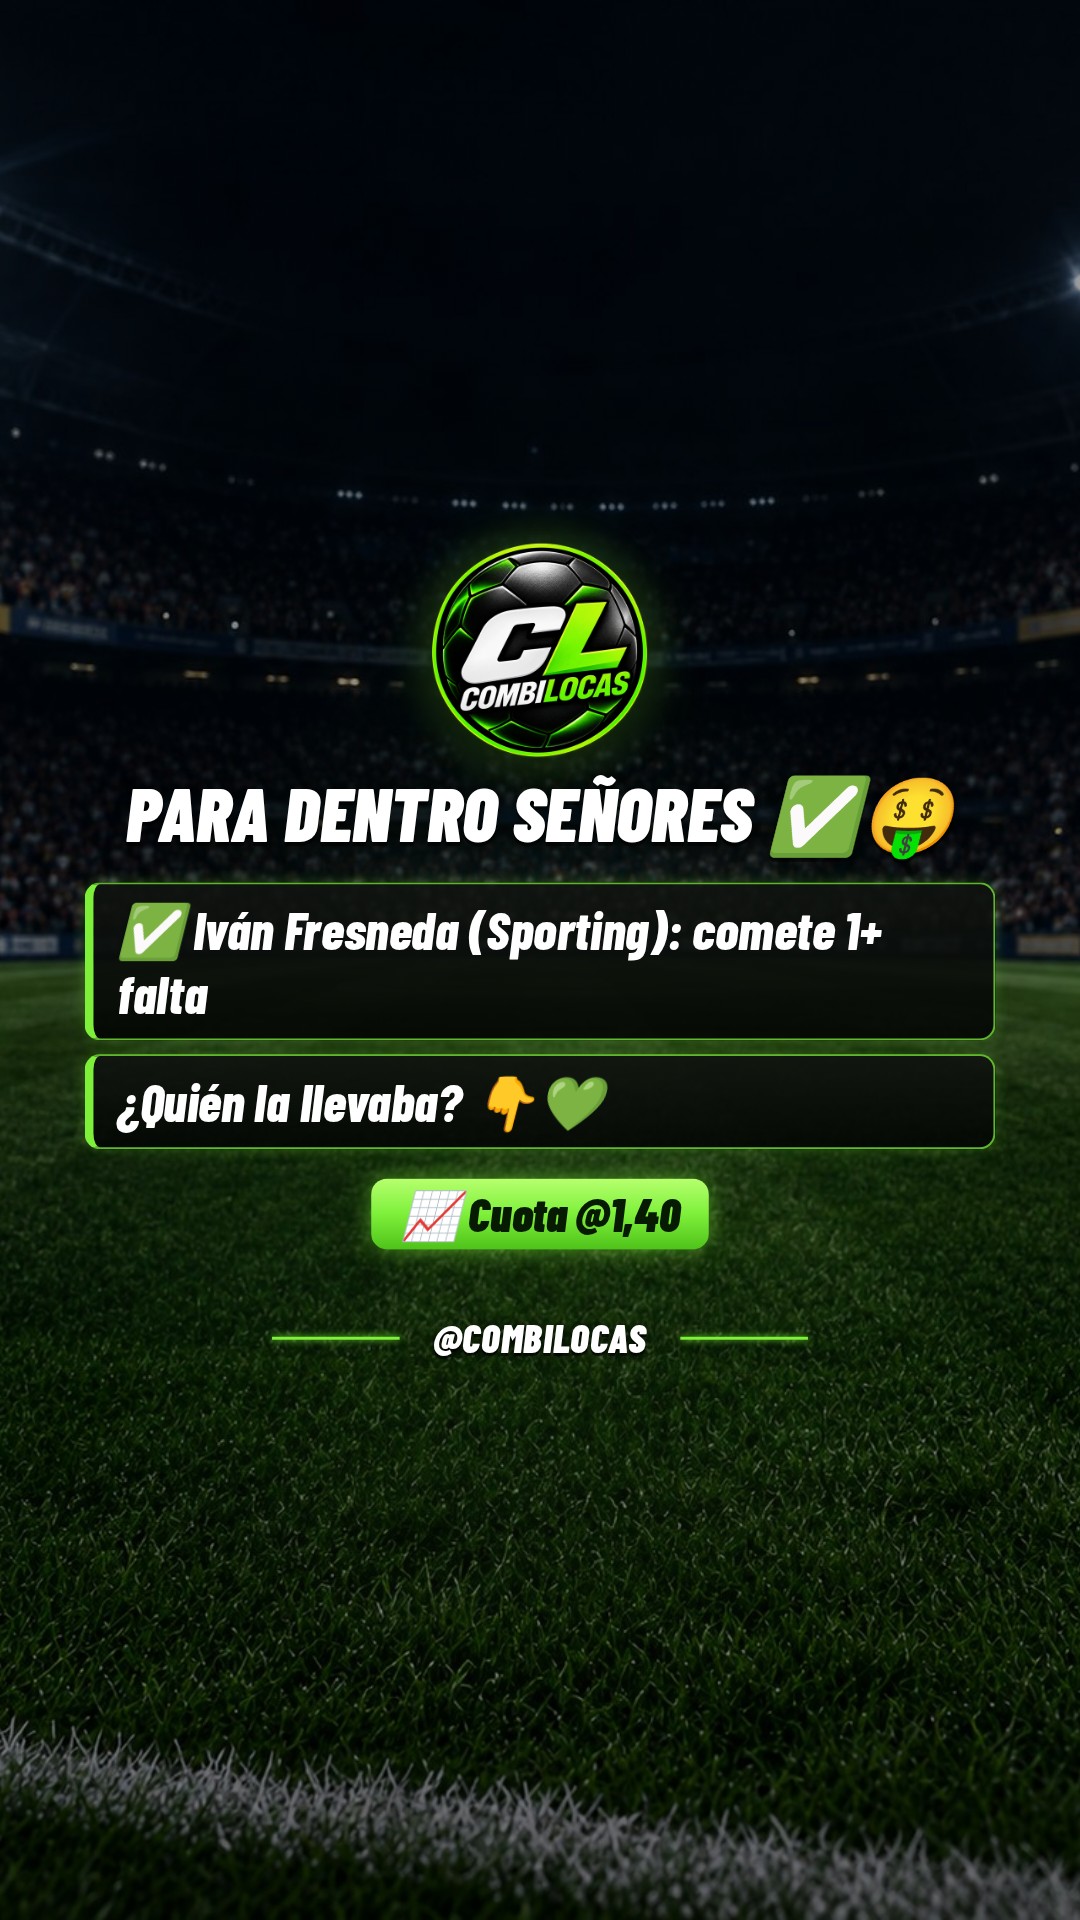 CL
COMBILOCAS
PARA DENTRO SEÑORES ✅🤑
✅ Iván Fresneda (Sporting): comete 1+
falta
¿Quién la llevaba? 👇💚
📈 Cuota @1,40
@COMBILOCAS